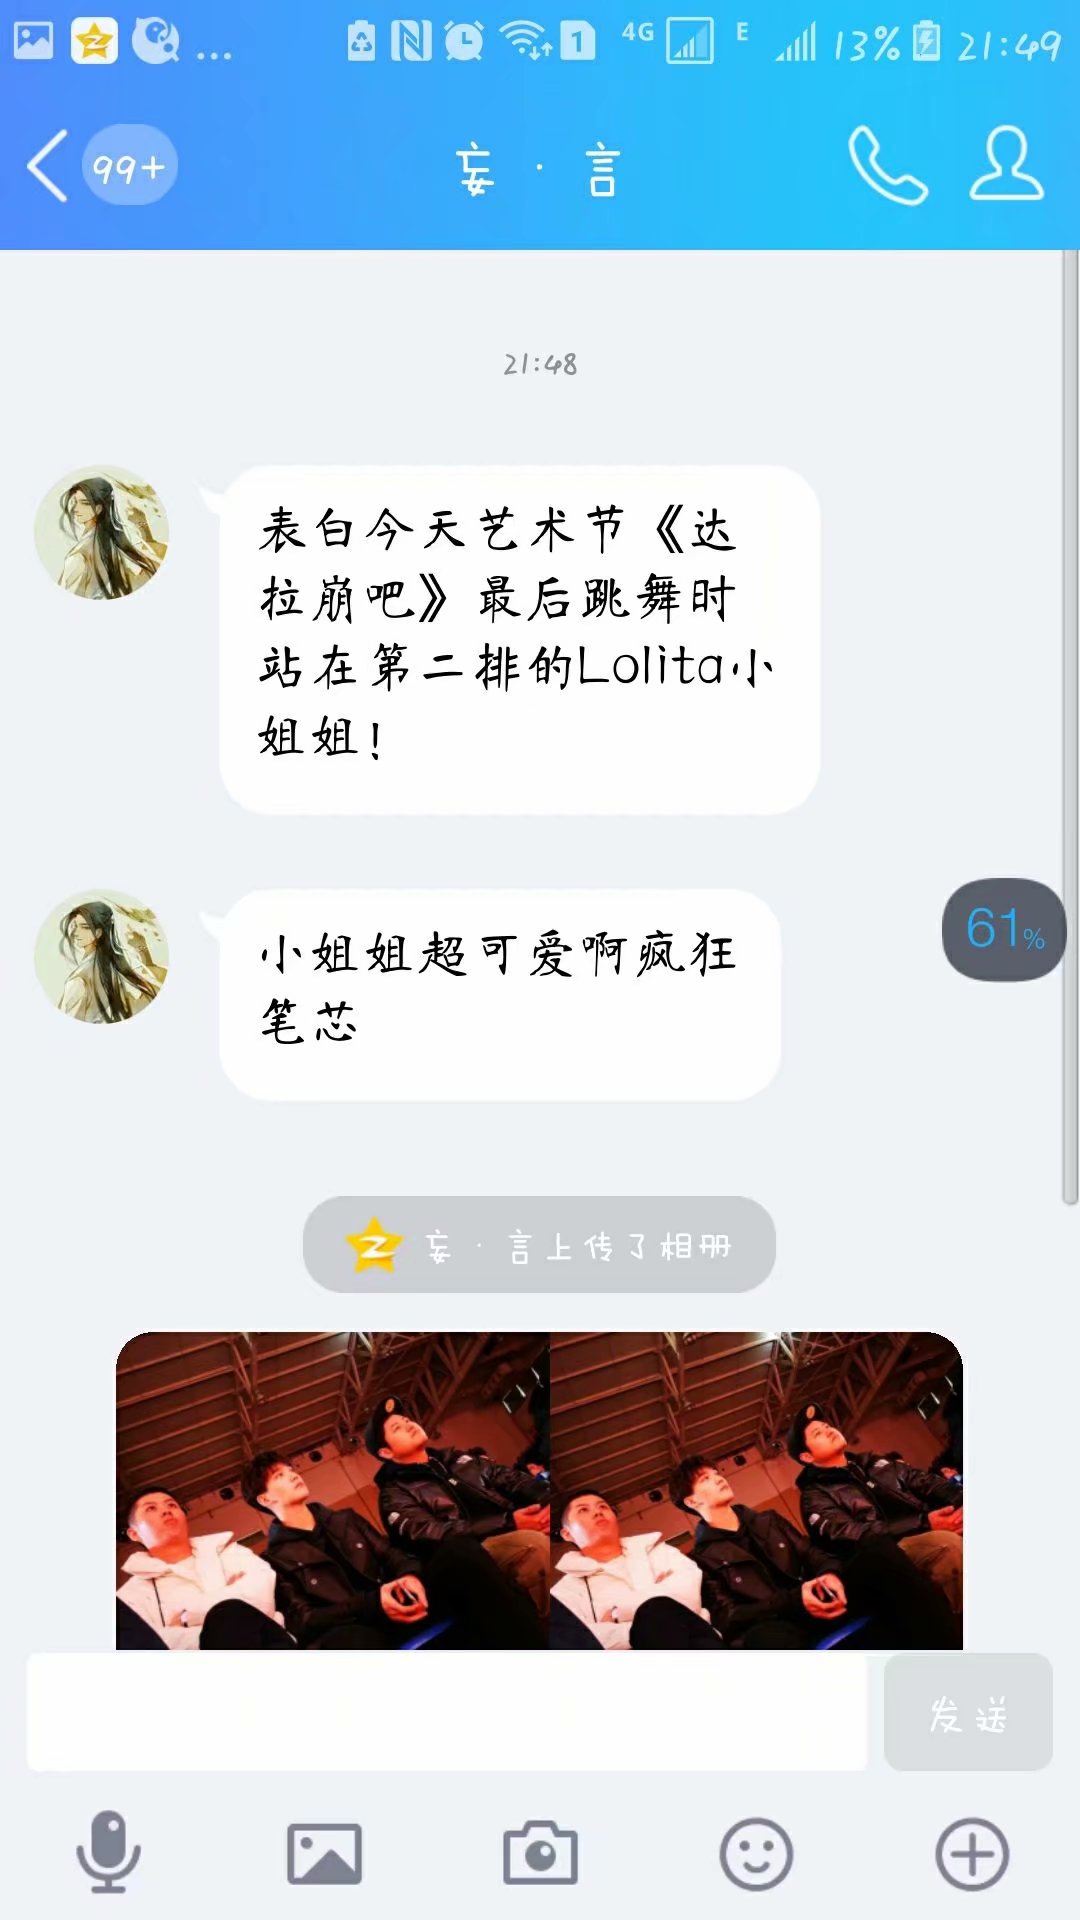 ... 1 4G E 13% 21:49
99+ 妄 · 言
21:48
表白今天艺术节《达
拉崩吧》最后跳舞时
站在第二排的Lolita小
姐姐！
小姐姐超可爱啊疯狂
笔芯
61%
妄 · 言上传了相册
发送